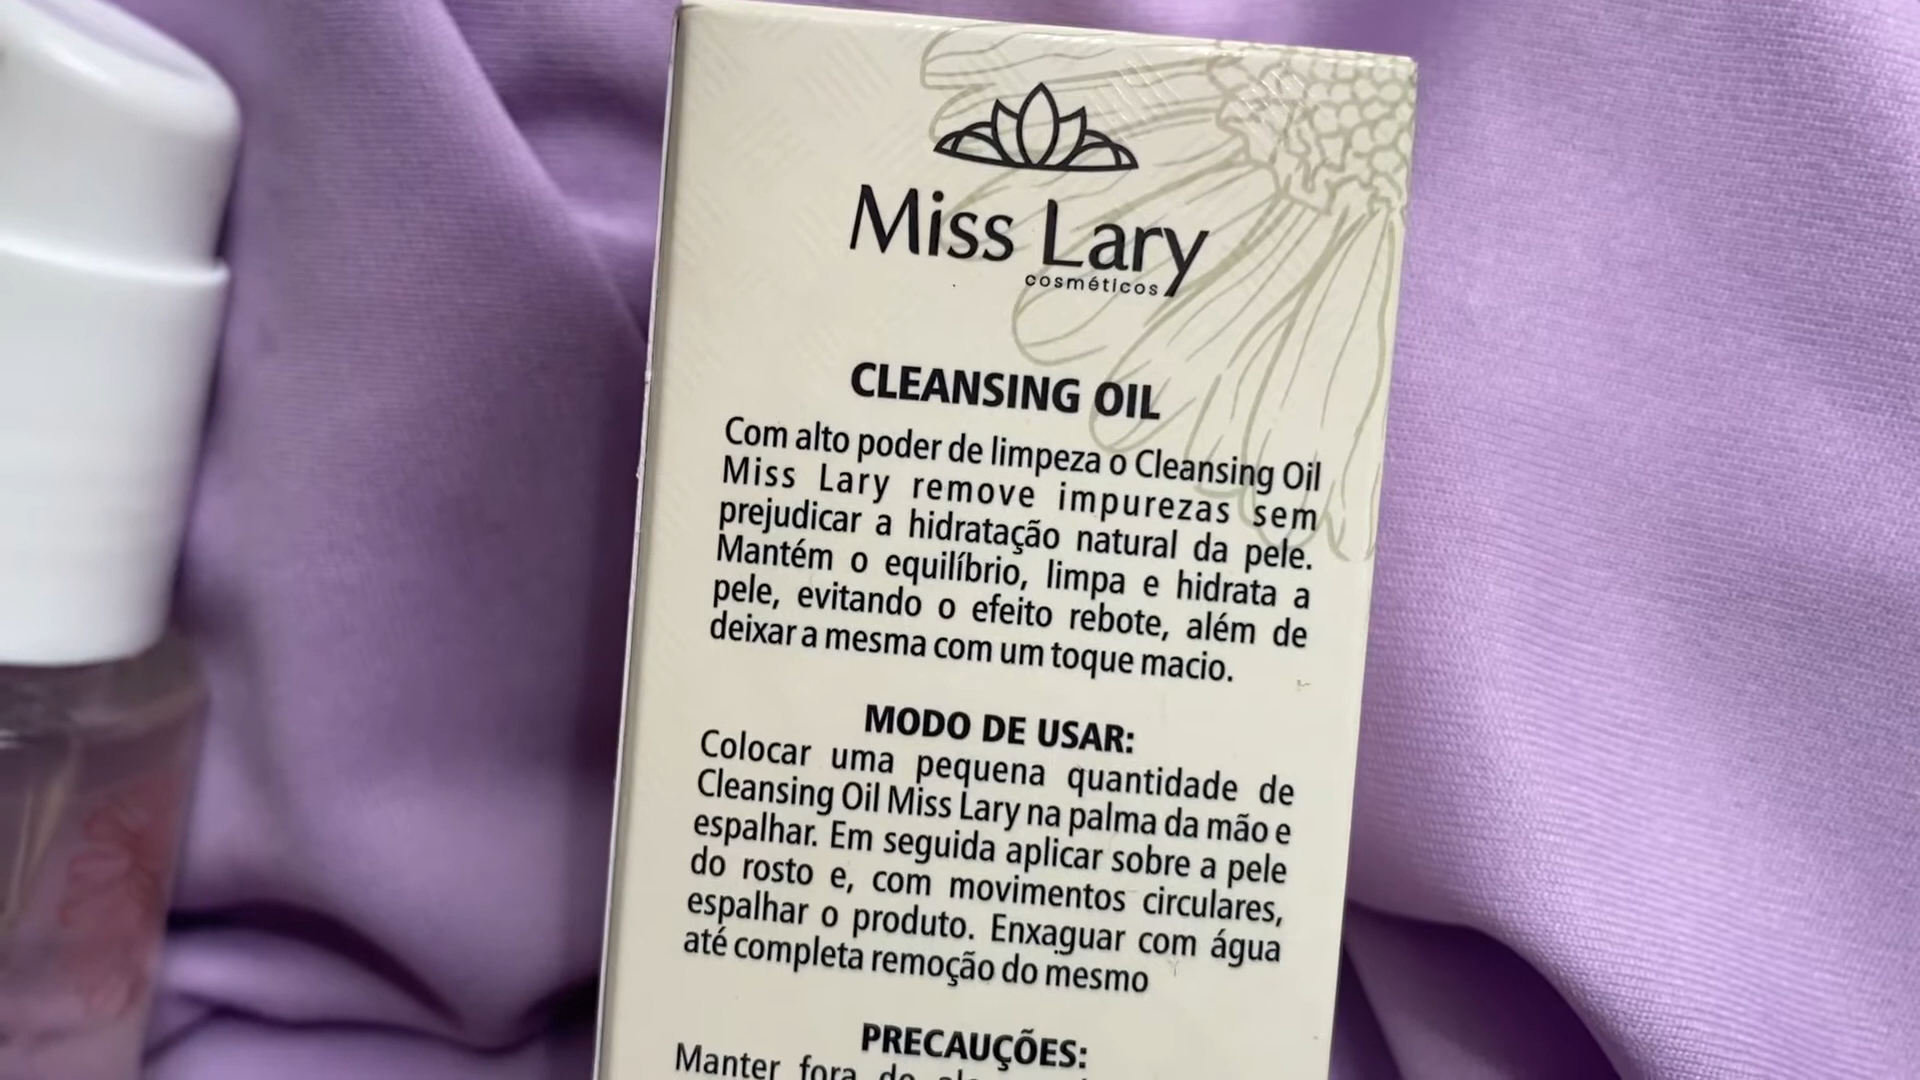 Miss Lary
cosméticos
CLEANSING OIL
Com alto poder de limpeza o Cleansing Oil
Miss Lary remove impurezas sem
prejudicar a hidratação natural da pele.
Mantém o equilíbrio, limpa e hidrata a
pele, evitando o efeito rebote, além de
deixar a mesma com um toque macio.
MODO DE USAR:
Colocar uma pequena quantidade de
Cleansing Oil Miss Lary na palma da mão e
espalhar. Em seguida aplicar sobre a pele
do rosto e, com movimentos circulares,
espalhar o produto. Enxaguar com água
até completa remoção do mesmo
PRECAUÇÕES:
Manter fora do